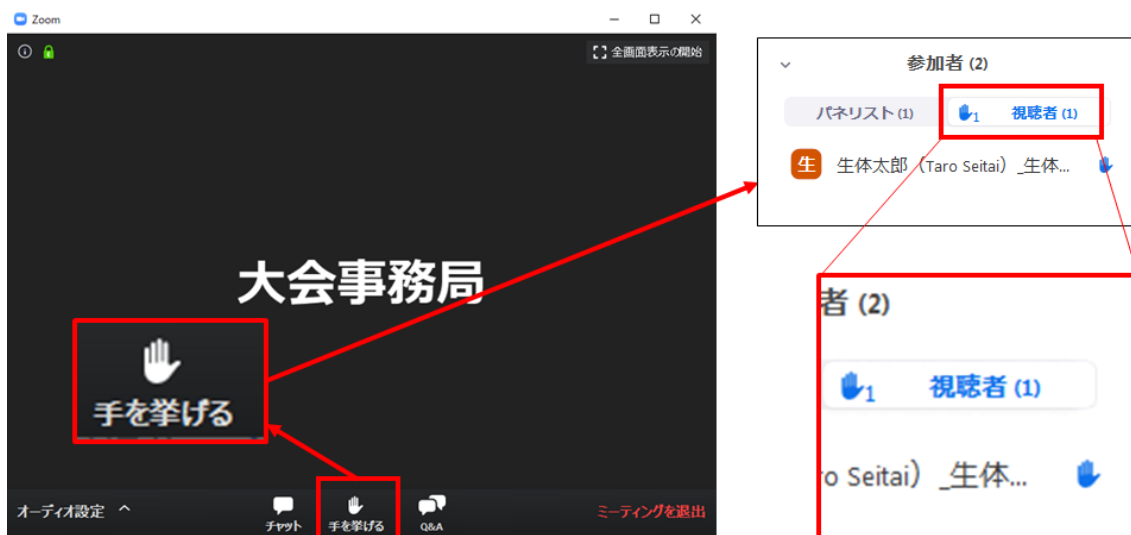 Zoom
全画面表示の開始
大会事務局
手を挙げる
オーディオ設定
チャット
手を挙げる
Q&A
ミーティングを退出
参加者 (2)
パネリスト (1)
1 視聴者 (1)
生 生体太郎（Taro Seitai）_生体...
者 (2)
1 視聴者 (1)
ro Seitai）_生体...